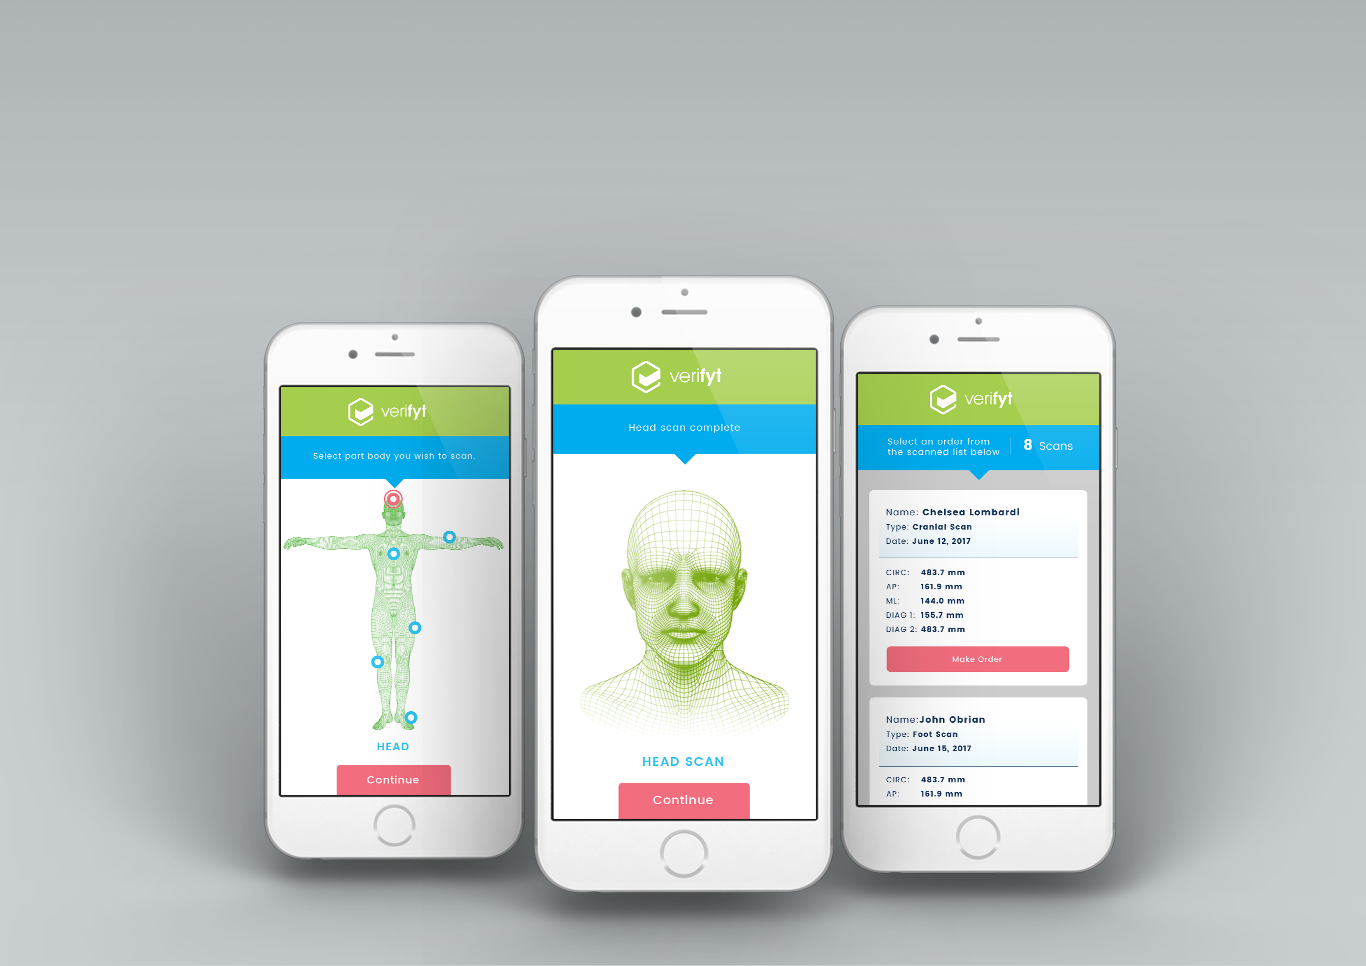 verifyt
Select part body you wish to scan.
HEAD
Continue
verifyt
Head scan complete
HEAD SCAN
Continue
verifyt
Select an order from
the scanned list below
8 Scans
Name: Chelsea Lombardi
Type: Cranial Scan
Date: June 12, 2017
CIRC: 483.7 mm
AP: 161.9 mm
ML: 144.0 mm
DIAG 1: 155.7 mm
DIAG 2: 483.7 mm
Make Order
Name:John Obrian
Type: Foot Scan
Date: June 15, 2017
CIRC: 483.7 mm
AP: 161.9 mm